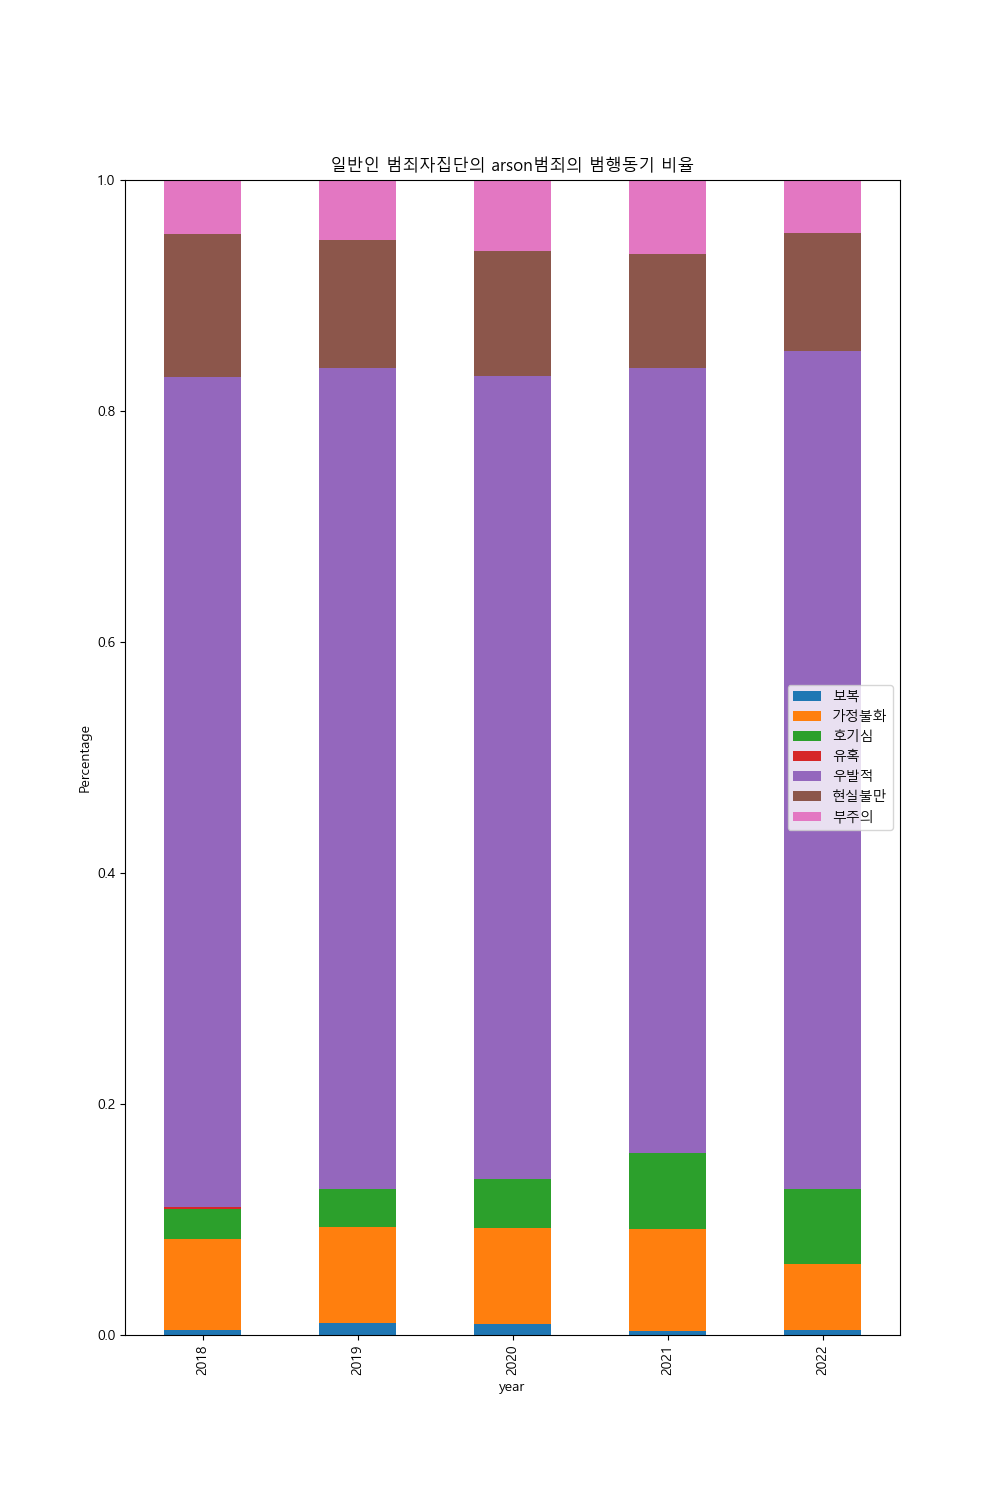 일반인 범죄자집단의 arson범죄의 범행동기 비율
1.0
0.8
0.6
0.4
0.2
0.0
Percentage
보복
가정불화
호기심
유혹
우발적
현실불만
부주의
2018
2019
2020
2021
2022
year